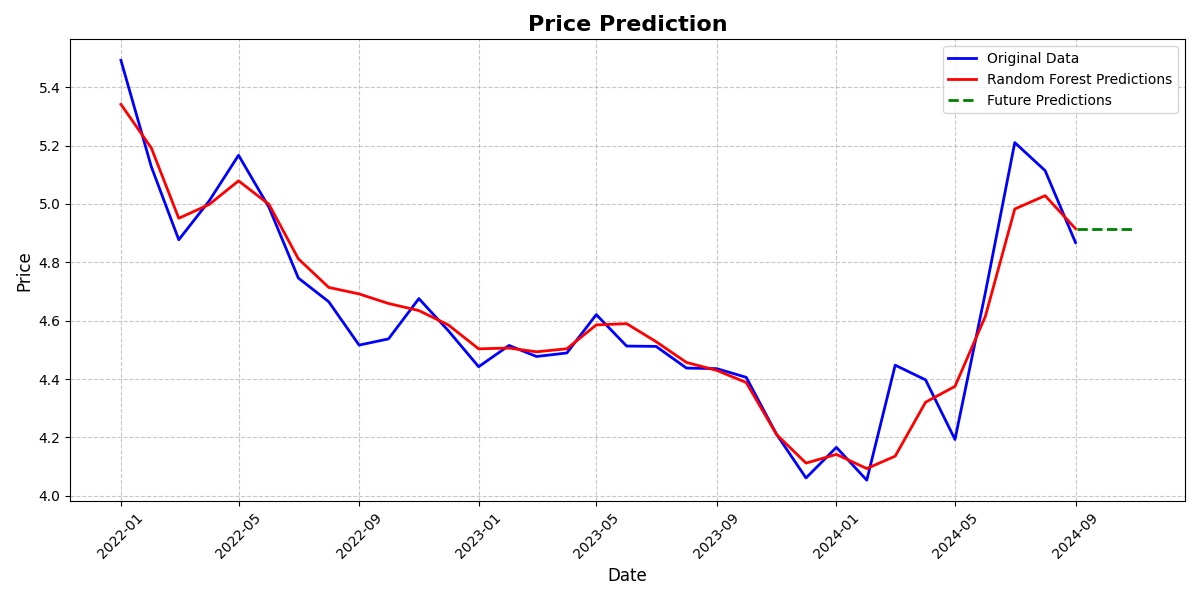 Price Prediction
Original Data
Random Forest Predictions
Future Predictions
Price
5.4
5.2
5.0
4.8
4.6
4.4
4.2
4.0
2022-01
2022-05
2022-09
2023-01
2023-05
2023-09
2024-01
2024-05
2024-09
Date